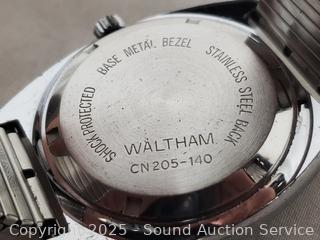 SHOCKPROTECTED BASE METAL BEZEL STAINLESS STEEL BACK
WALTHAM
CN205-140
Copyright 2025 - Sound Auction Service